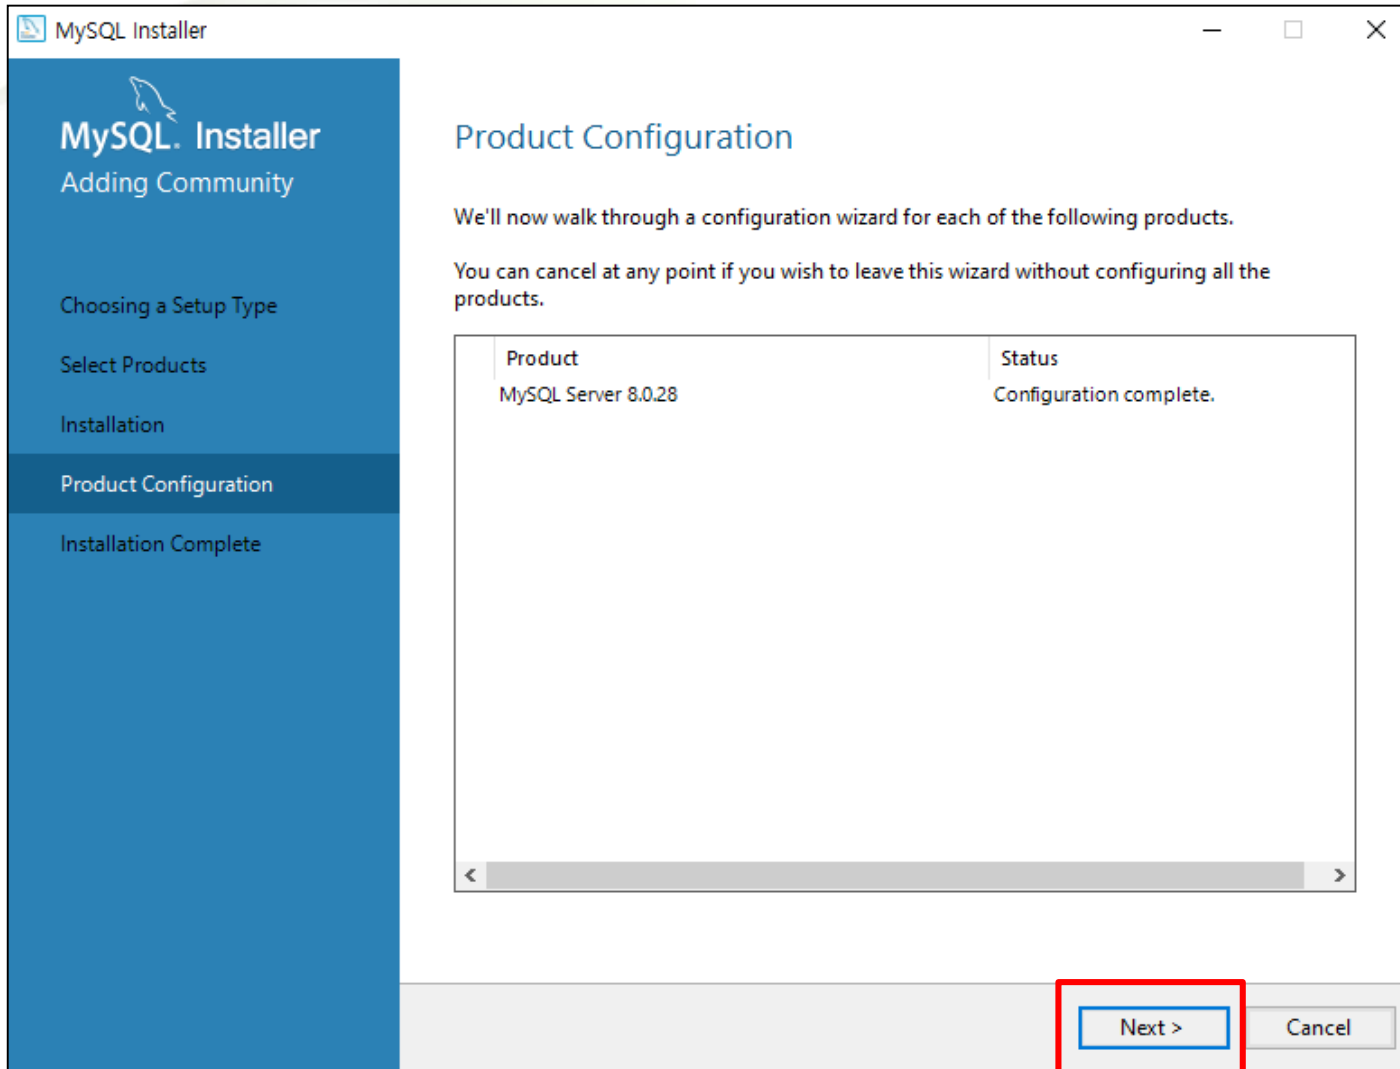 MySQL Installer
MySQL. Installer
Adding Community
Choosing a Setup Type
Select Products
Installation
Product Configuration
Installation Complete
Product Configuration
We'll now walk through a configuration wizard for each of the following products.
You can cancel at any point if you wish to leave this wizard without configuring all the
products.
Product Status
MySQL Server 8.0.28 Configuration complete.
Next > Cancel